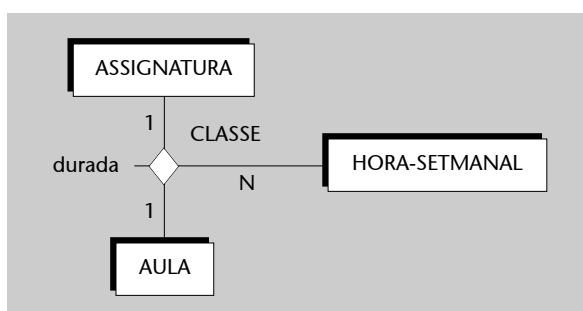 ASSIGNATURA
1
CLASSE
durada
HORA-SETMANAL
N
1
AULA